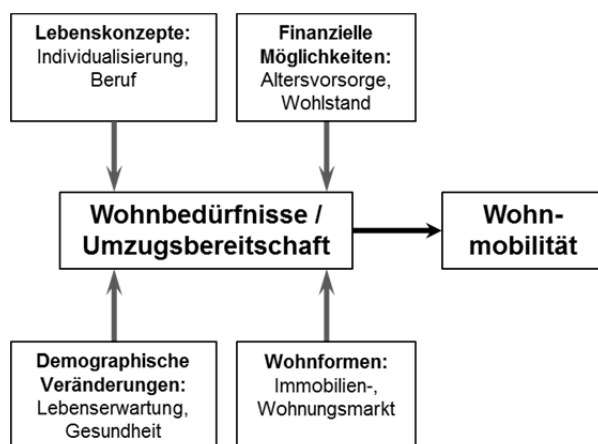 Lebenskonzepte:
Individualisierung,
Beruf
Finanzielle
Möglichkeiten:
Altersvorsorge,
Wohlstand
Wohnbedürfnisse /
Umzugsbereitschaft
Wohn-
mobilität
Demographische
Veränderungen:
Lebenserwartung,
Gesundheit
Wohnformen:
Immobilien-,
Wohnungsmarkt